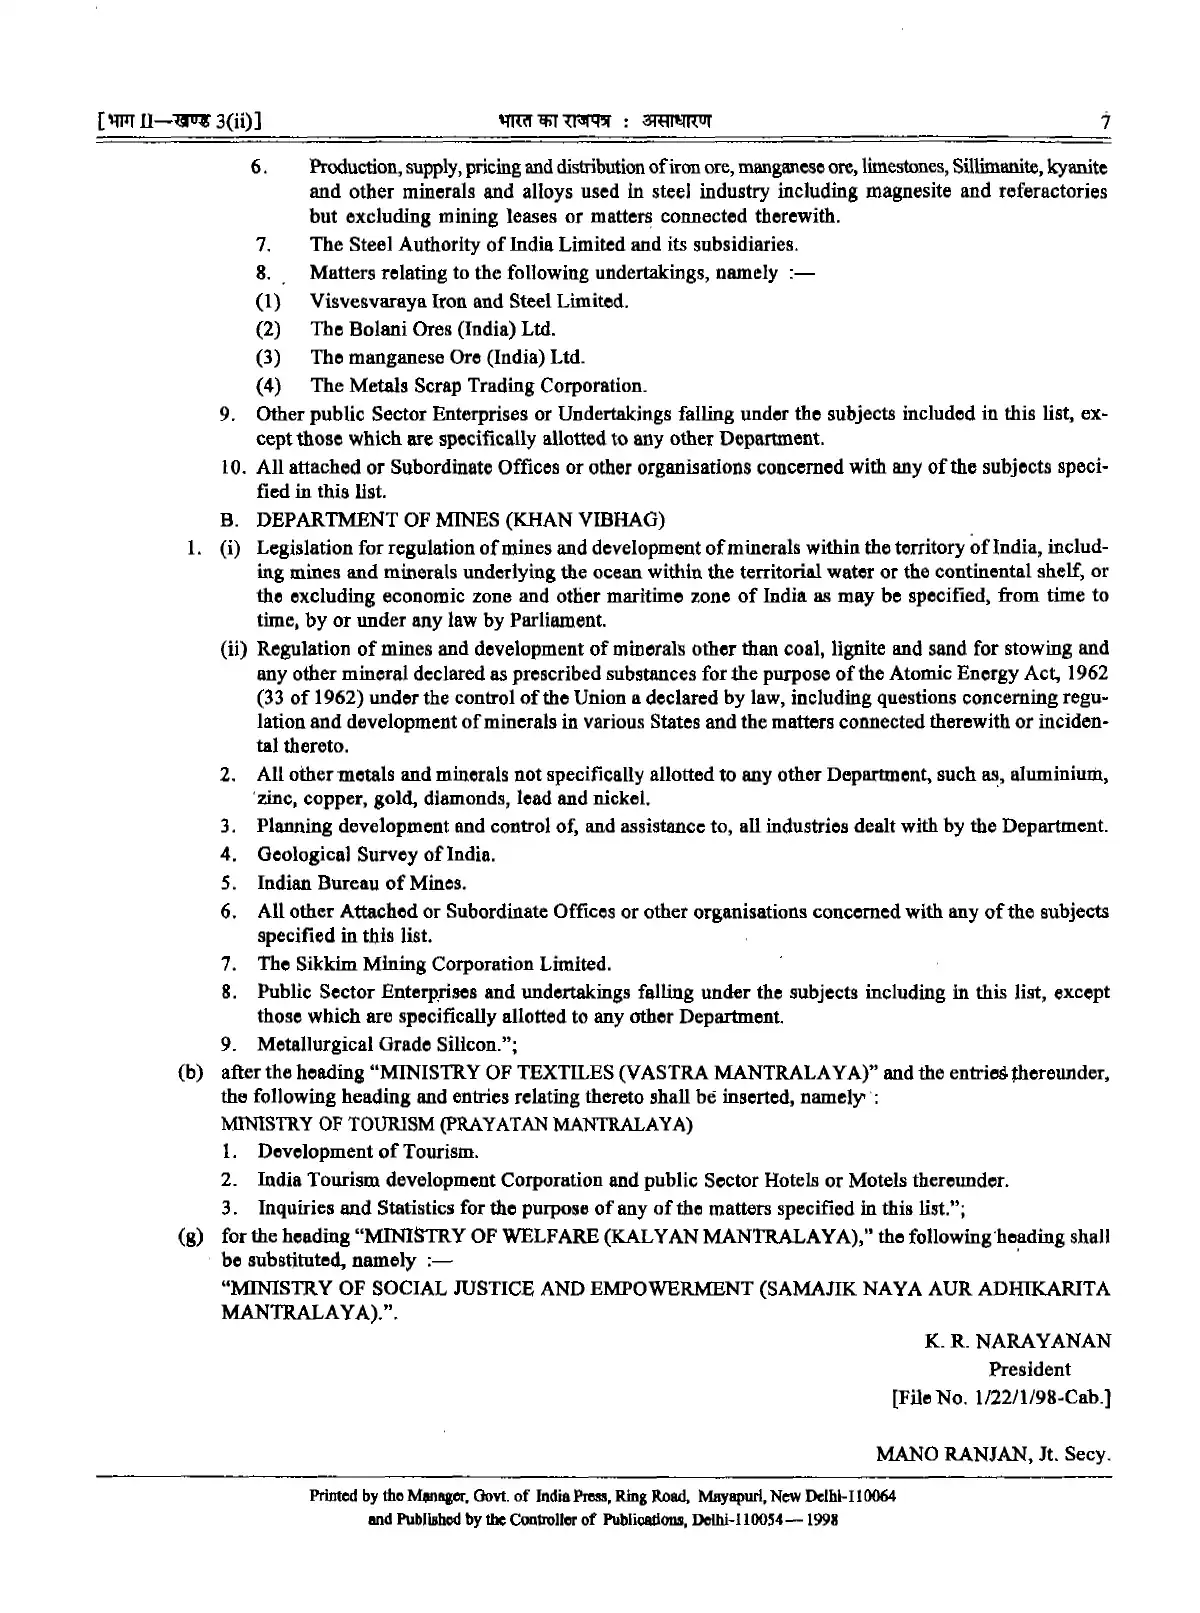 [भाग II—खण्ड 3(ii)] भारत का राजपत्र : असाधारण 7
6. Production, supply, pricing and distribution of iron ore, manganese ore, limestones, Sillimanite, kyanite
and other minerals and alloys used in steel industry including magnesite and referactories
but excluding mining leases or matters connected therewith.
7. The Steel Authority of India Limited and its subsidiaries.
8. Matters relating to the following undertakings, namely :—
(1) Visvesvaraya Iron and Steel Limited.
(2) The Bolani Ores (India) Ltd.
(3) The manganese Ore (India) Ltd.
(4) The Metals Scrap Trading Corporation.
9. Other public Sector Enterprises or Undertakings falling under the subjects included in this list, ex-
cept those which are specifically allotted to any other Department.
10. All attached or Subordinate Offices or other organisations concerned with any of the subjects speci-
fied in this list.
B. DEPARTMENT OF MINES (KHAN VIBHAG)
1. (i) Legislation for regulation of mines and development of minerals within the territory of India, includ-
ing mines and minerals underlying the ocean within the territorial water or the continental shelf, or
the excluding economic zone and other maritime zone of India as may be specified, from time to
time, by or under any law by Parliament.
(ii) Regulation of mines and development of minerals other than coal, lignite and sand for stowing and
any other mineral declared as prescribed substances for the purpose of the Atomic Energy Act, 1962
(33 of 1962) under the control of the Union a declared by law, including questions concerning regu-
lation and development of minerals in various States and the matters connected therewith or inciden-
tal thereto.
2. All other metals and minerals not specifically allotted to any other Department, such as, aluminium,
zinc, copper, gold, diamonds, lead and nickel.
3. Planning development and control of, and assistance to, all industries dealt with by the Department.
4. Geological Survey of India.
5. Indian Bureau of Mines.
6. All other Attached or Subordinate Offices or other organisations concerned with any of the subjects
specified in this list.
7. The Sikkim Mining Corporation Limited.
8. Public Sector Enterprises and undertakings falling under the subjects including in this list, except
those which are specifically allotted to any other Department.
9. Metallurgical Grade Silicon.”;
(b) after the heading “MINISTRY OF TEXTILES (VASTRA MANTRALAYA)” and the entries thereunder,
the following heading and entries relating thereto shall be inserted, namely :
MINISTRY OF TOURISM (PRAYATAN MANTRALAYA)
1. Development of Tourism.
2. India Tourism development Corporation and public Sector Hotels or Motels thereunder.
3. Inquiries and Statistics for the purpose of any of the matters specified in this list.”;
(g) for the heading “MINISTRY OF WELFARE (KALYAN MANTRALAYA),” the following heading shall
be substituted, namely :—
“MINISTRY OF SOCIAL JUSTICE AND EMPOWERMENT (SAMAJIK NAYA AUR ADHIKARITA
MANTRALAYA).”.
K. R. NARAYANAN
President
[File No. 1/22/1/98-Cab.]
MANO RANJAN, Jt. Secy.
Printed by the Manager, Govt. of India Press, Ring Road, Mayapuri, New Delhi-110064
and Published by the Controller of Publications, Delhi-110054— 1998